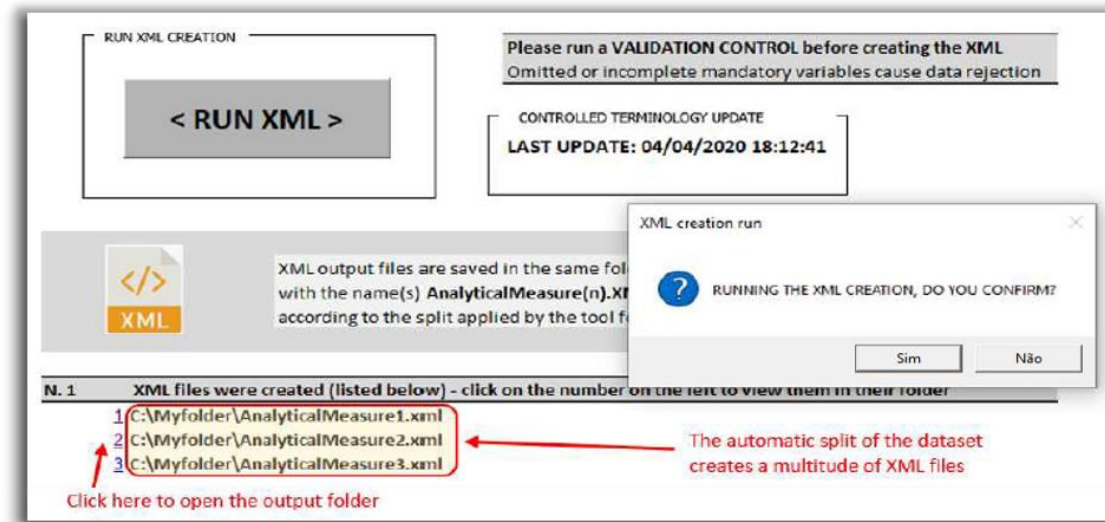 RUN XML CREATION
< RUN XML >
Please run a VALIDATION CONTROL before creating the XML
Omitted or incomplete mandatory variables cause data rejection
CONTROLLED TERMINOLOGY UPDATE
LAST UPDATE: 04/04/2020 18:12:41
XML creation run
RUNNING THE XML CREATION, DO YOU CONFIRM?
Sim
Não
</>
XML
XML output files are saved in the same
with the name(s) AnalyticalMeasure(n).
according to the split applied by the tool
N. 1 XML files were created (listed below) - click on the number on the left to view them in their folder
1 C:\Myfolder\AnalyticalMeasure1.xml
2 C:\Myfolder\AnalyticalMeasure2.xml
3 C:\Myfolder\AnalyticalMeasure3.xml
The automatic split of the dataset
creates a multitude of XML files
Click here to open the output folder